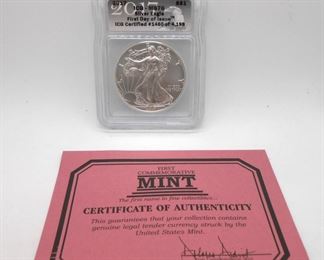 2017 S$1
ICG MS70
Silver Eagle
First Day of Issue
ICG Certified #1460 of 4,199
FIRST
COMMEMORATIVE
MINT
The first name in fine collectibles...
CERTIFICATE OF AUTHENTICITY
This guarantees that your collection contains
genuine legal tender currency struck by the
United States Mint.